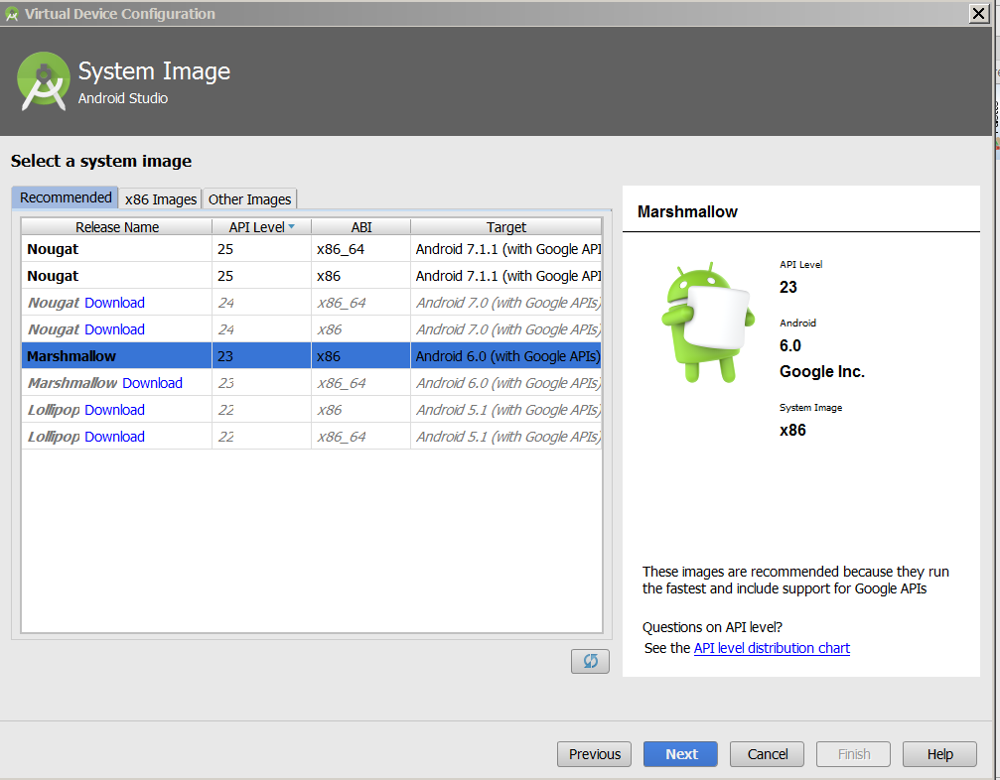 Virtual Device Configuration
System Image
Android Studio
Select a system image
Recommended x86 Images Other Images
Release Name API Level ABI Target
Nougat 25 x86_64 Android 7.1.1 (with Google API
Nougat 25 x86 Android 7.1.1 (with Google API
Nougat Download 24 x86_64 Android 7.0 (with Google APIs)
Nougat Download 24 x86 Android 7.0 (with Google APIs)
Marshmallow 23 x86 Android 6.0 (with Google APIs)
Marshmallow Download 23 x86_64 Android 6.0 (with Google APIs)
Lollipop Download 22 x86 Android 5.1 (with Google APIs)
Lollipop Download 22 x86_64 Android 5.1 (with Google APIs)
Marshmallow
API Level
23
Android
6.0
Google Inc.
System Image
x86
These images are recommended because they run
the fastest and include support for Google APIs
Questions on API level?
See the API level distribution chart
Previous Next Cancel Finish Help